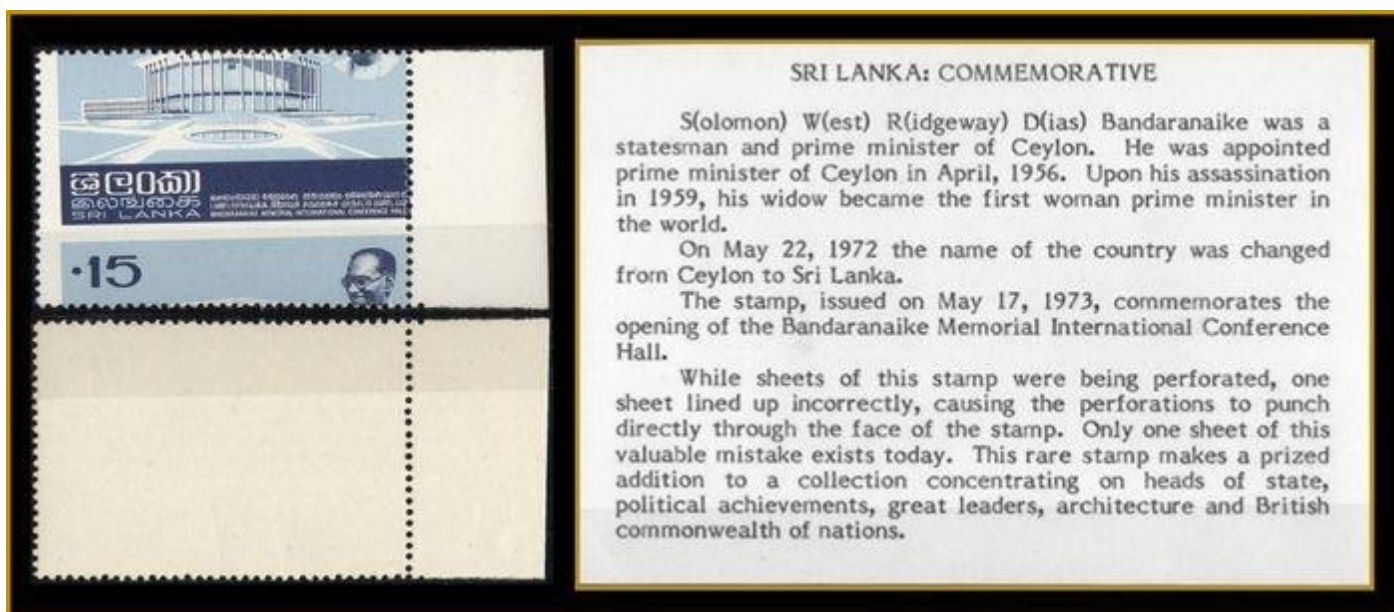 ශ්‍රී ලංකා
இலங்கை
SRI LANKA
BANDARANAIKE MEMORIAL INTERNATIONAL CONFERENCE HALL
·15
SRI LANKA: COMMEMORATIVE
S(olomon) W(est) R(idgeway) D(ias) Bandaranaike was a
statesman and prime minister of Ceylon. He was appointed
prime minister of Ceylon in April, 1956. Upon his assassination
in 1959, his widow became the first woman prime minister in
the world.
On May 22, 1972 the name of the country was changed
from Ceylon to Sri Lanka.
The stamp, issued on May 17, 1973, commemorates the
opening of the Bandaranaike Memorial International Conference
Hall.
While sheets of this stamp were being perforated, one
sheet lined up incorrectly, causing the perforations to punch
directly through the face of the stamp. Only one sheet of this
valuable mistake exists today. This rare stamp makes a prized
addition to a collection concentrating on heads of state,
political achievements, great leaders, architecture and British
commonwealth of nations.